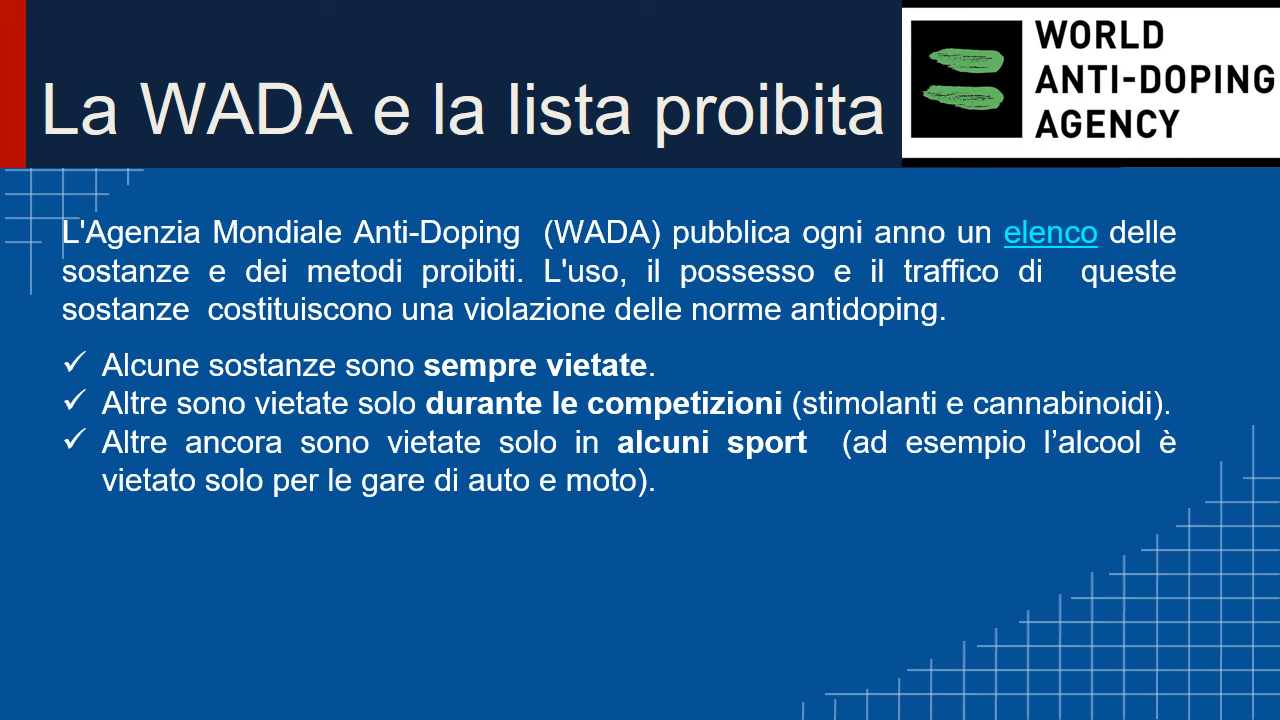 La WADA e la lista proibita
WORLD
ANTI-DOPING
AGENCY
L'Agenzia Mondiale Anti-Doping (WADA) pubblica ogni anno un elenco delle
sostanze e dei metodi proibiti. L'uso, il possesso e il traffico di queste
sostanze costituiscono una violazione delle norme antidoping.
✓ Alcune sostanze sono sempre vietate.
✓ Altre sono vietate solo durante le competizioni (stimolanti e cannabinoidi).
✓ Altre ancora sono vietate solo in alcuni sport (ad esempio l’alcool è
vietato solo per le gare di auto e moto).